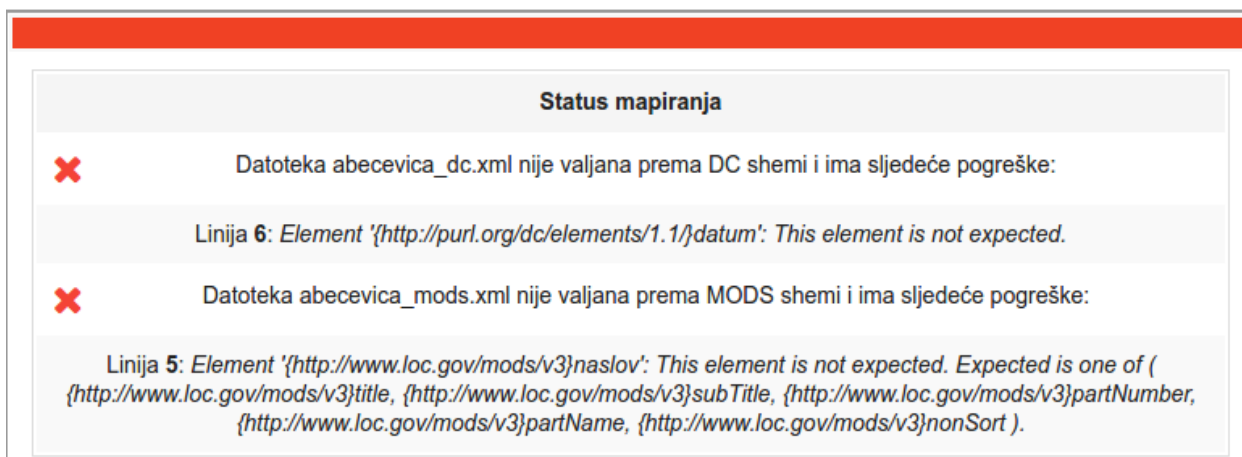 Status mapiranja
Datoteka abecevica_dc.xml nije valjana prema DC shemi i ima sljedeće pogreške:
Linija 6: Element '{http://purl.org/dc/elements/1.1/}datum': This element is not expected.
Datoteka abecevica_mods.xml nije valjana prema MODS shemi i ima sljedeće pogreške:
Linija 5: Element '{http://www.loc.gov/mods/v3}naslov': This element is not expected. Expected is one of (
{http://www.loc.gov/mods/v3}title, {http://www.loc.gov/mods/v3}subTitle, {http://www.loc.gov/mods/v3}partNumber,
{http://www.loc.gov/mods/v3}partName, {http://www.loc.gov/mods/v3}nonSort ).